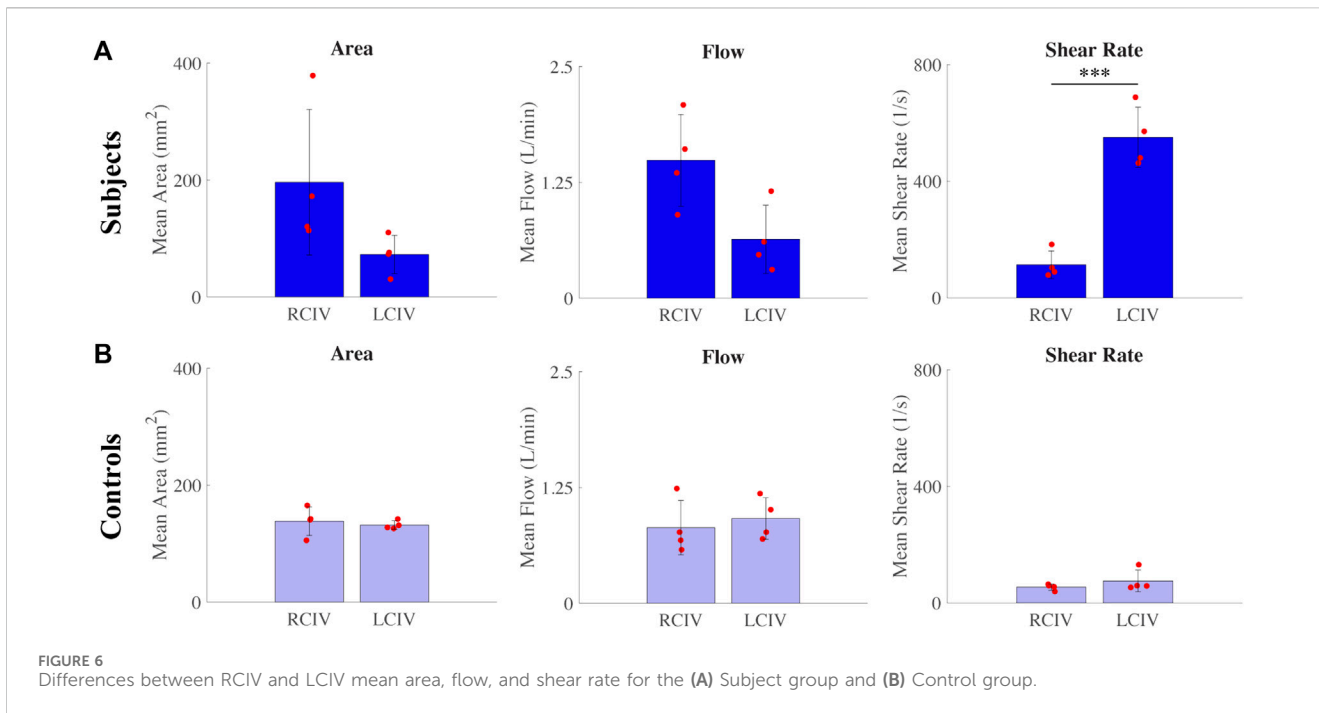 A
Subjects
Area
Mean Area (mm²)
400
200
0
RCIV LCIV
Flow
Mean Flow (L/min)
2.5
1.25
0
RCIV LCIV
Shear Rate
Mean Shear Rate (1/s)
800
400
0
***
RCIV LCIV
B
Controls
Area
Mean Area (mm²)
400
200
0
RCIV LCIV
Flow
Mean Flow (L/min)
2.5
1.25
0
RCIV LCIV
Shear Rate
Mean Shear Rate (1/s)
800
400
0
RCIV LCIV
FIGURE 6
Differences between RCIV and LCIV mean area, flow, and shear rate for the (A) Subject group and (B) Control group.